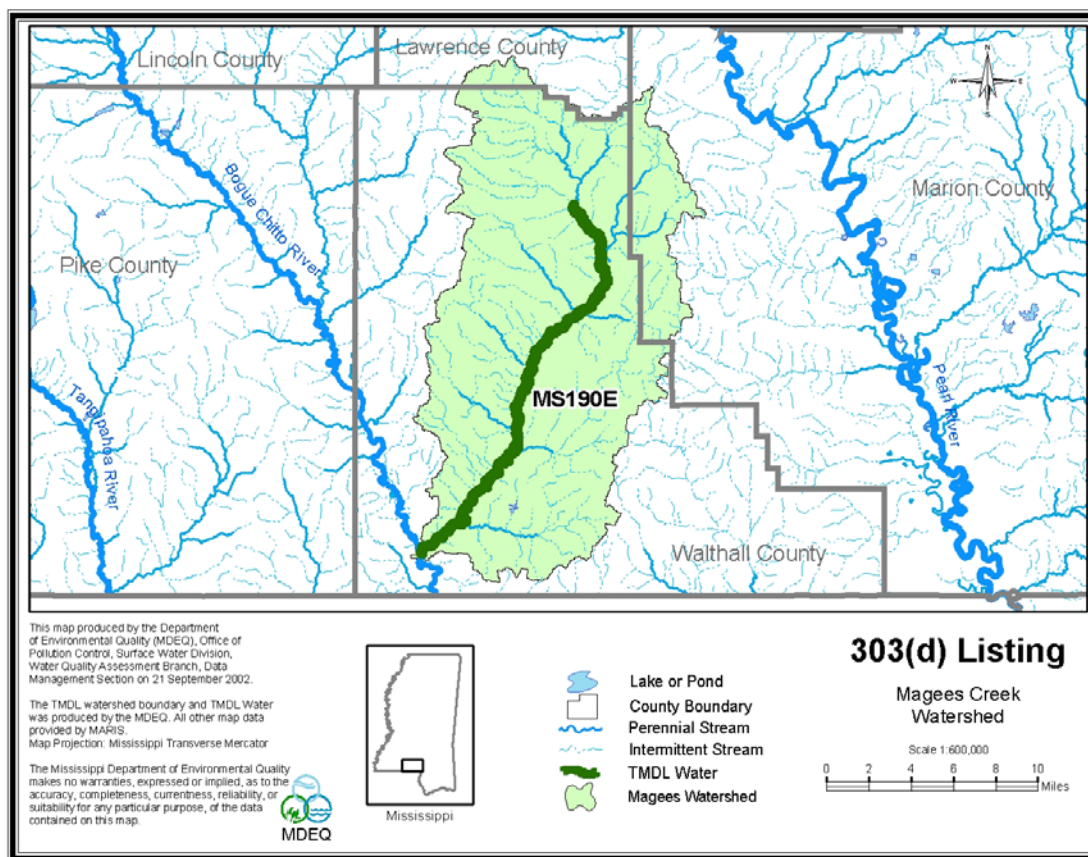 Lincoln County
Lawrence County
N
W
E
S
Bogue Chitto River
Marion County
Pike County
Tangipahoa River
MS190E
Pearl River
Walthall County
This map produced by the Department
of Environmental Quality (MDEQ), Office of
Pollution Control, Surface Water Division,
Water Quality Assessment Branch, Data
Management Section on 21 September 2002.
The TMDL watershed boundary and TMDL Water
was produced by the MDEQ. All other map data
provided by MARIS.
Map Projection: Mississippi Transverse Mercator
The Mississippi Department of Environmental Quality
makes no warranties, expressed or implied, as to the
accuracy, completeness, currentness, reliability, or
suitability for any particular purpose, of the data
contained on this map.
MDEQ
Mississippi
Lake or Pond
County Boundary
Perennial Stream
Intermittent Stream
TMDL Water
Magees Watershed
303(d) Listing
Magees Creek
Watershed
Scale 1:600,000
0 2 4 6 8 10
Miles